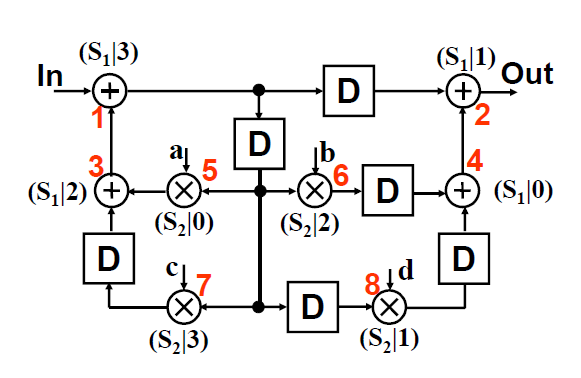 (S₁|3)
(S₁|1)
In
+
D
+
Out
1
2
D
3
a
5
b
6
4
(S₁|2)
+
×
×
D
+
(S₁|0)
(S₂|0)
(S₂|2)
D
c
7
8
d
D
×
D
×
(S₂|3)
(S₂|1)